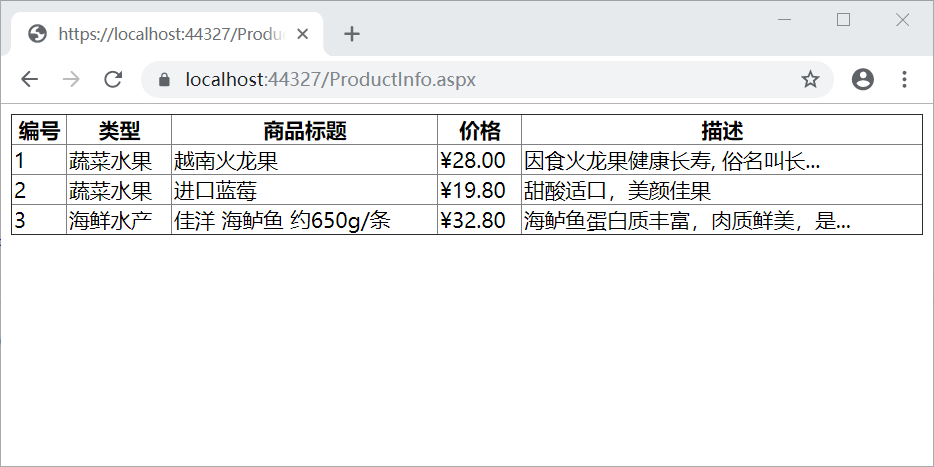 https://localhost:44327/Produc
localhost:44327/ProductInfo.aspx
编号 类型 商品标题 价格 描述
1 蔬菜水果 越南火龙果 ¥28.00 因食火龙果健康长寿, 俗名叫长...
2 蔬菜水果 进口蓝莓 ¥19.80 甜酸适口，美颜佳果
3 海鲜水产 佳洋 海鲈鱼 约650g/条 ¥32.80 海鲈鱼蛋白质丰富，肉质鲜美，是...